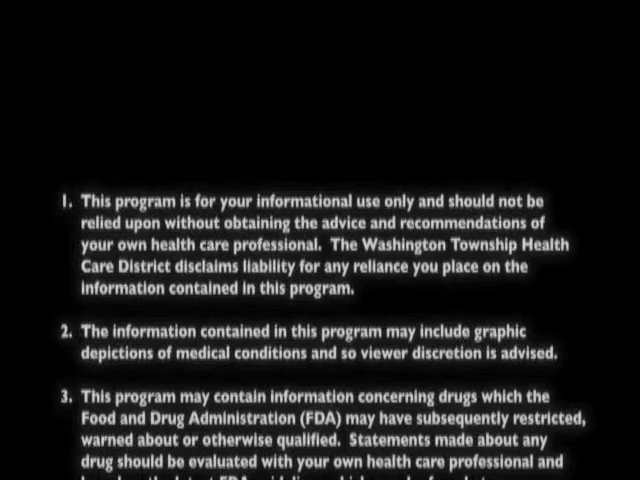 1. This program is for your informational use only and should not be
relied upon without obtaining the advice and recommendations of
your own health care professional. The Washington Township Health
Care District disclaims liability for any reliance you place on the
information contained in this program.
2. The information contained in this program may include graphic
depictions of medical conditions and so viewer discretion is advised.
3. This program may contain information concerning drugs which the
Food and Drug Administration (FDA) may have subsequently restricted,
warned about or otherwise qualified. Statements made about any
drug should be evaluated with your own health care professional and